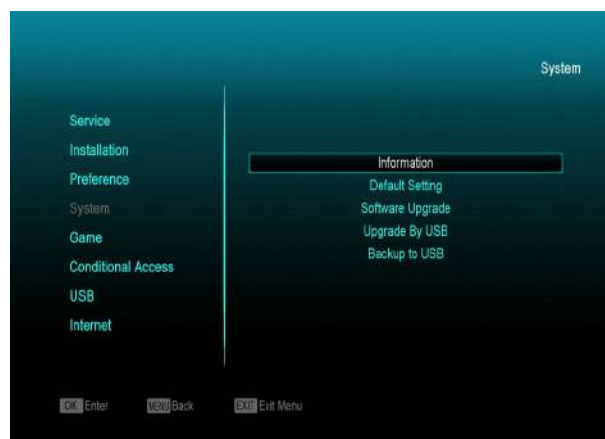 System
Service
Installation
Preference
System
Game
Conditional Access
USB
Internet
Information
Default Setting
Software Upgrade
Upgrade By USB
Backup to USB
OK Enter MENU Back EXIT Exit Menu